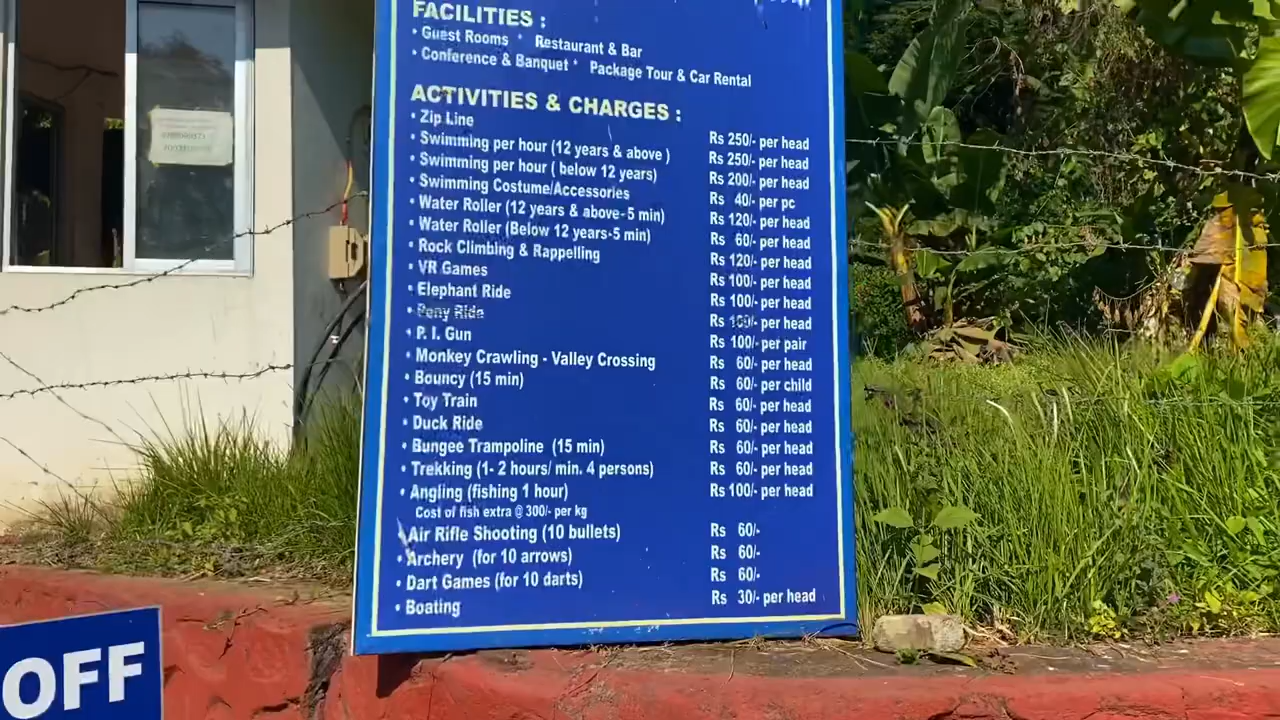 FACILITIES :
• Guest Rooms * Restaurant & Bar
• Conference & Banquet * Package Tour & Car Rental
ACTIVITIES & CHARGES :
• Zip Line Rs 250/- per head
• Swimming per hour (12 years & above ) Rs 250/- per head
• Swimming per hour ( below 12 years) Rs 200/- per head
• Swimming Costume/Accessories Rs 40/- per pc
• Water Roller (12 years & above- 5 min) Rs 120/- per head
• Water Roller (Below 12 years-5 min) Rs 60/- per head
• Rock Climbing & Rappelling Rs 120/- per head
• VR Games Rs 100/- per head
• Elephant Ride Rs 100/- per head
• Pony Ride Rs per head
• P. I. Gun Rs 100/- per pair
• Monkey Crawling - Valley Crossing Rs 60/- per head
• Bouncy (15 min) Rs 60/- per child
• Toy Train Rs 60/- per head
• Duck Ride Rs 60/- per head
• Bungee Trampoline (15 min) Rs 60/- per head
• Trekking (1- 2 hours/ min. 4 persons) Rs 60/- per head
• Angling (fishing 1 hour) Rs 100/- per head
Cost of fish extra @ 300/- per kg
Air Rifle Shooting (10 bullets) Rs 60/-
• Archery (for 10 arrows) Rs 60/-
• Dart Games (for 10 darts) Rs 60/-
• Boating Rs 30/- per head
OFF